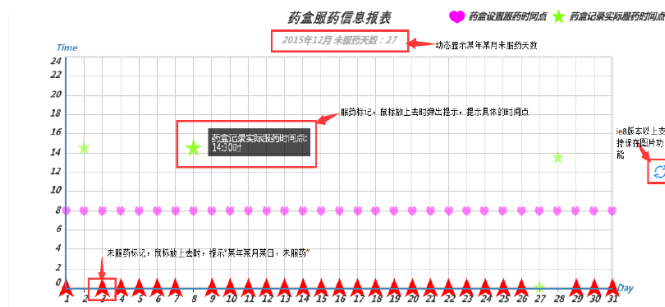 药盒服药信息报表
药盒设置服药时间点 药盒记录实际服药时间点
2015年12月 未服药天数：27
动态显示某年某月未服药天数
Time
24
22
20
18
16
14
12
10
8
6
4
2
0
服药标记，鼠标放上去时弹出提示，提示具体的时间点
药盒记录实际服药时间点:
14:30时
ie8版本以上支
持保存图片功
能
未服药标记，鼠标放上去时，提示"某年某月某日，未服药"
1 2 3 4 5 6 7 8 9 10 11 12 13 14 15 16 17 18 19 20 21 22 23 24 25 26 27 28 29 30 31
Day